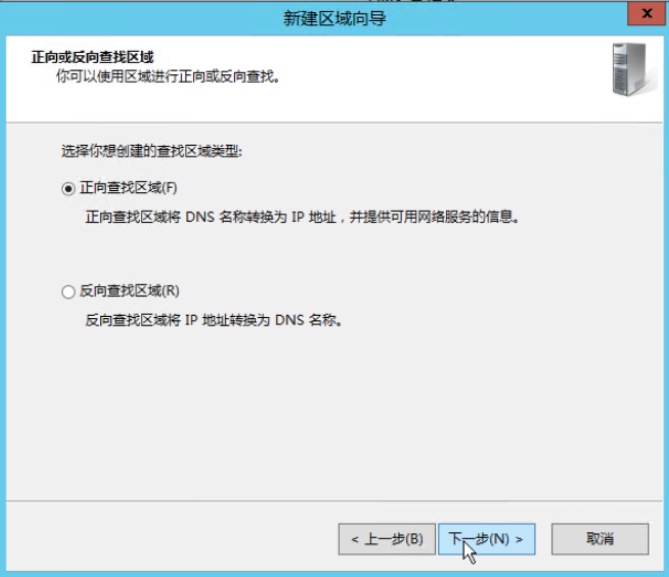 新建区域向导
x
正向或反向查找区域
你可以使用区域进行正向或反向查找。
选择你想创建的查找区域类型:
正向查找区域(F)
正向查找区域将 DNS 名称转换为 IP 地址，并提供可用网络服务的信息。
反向查找区域(R)
反向查找区域将 IP 地址转换为 DNS 名称。
< 上一步(B) 下一步(N) > 取消